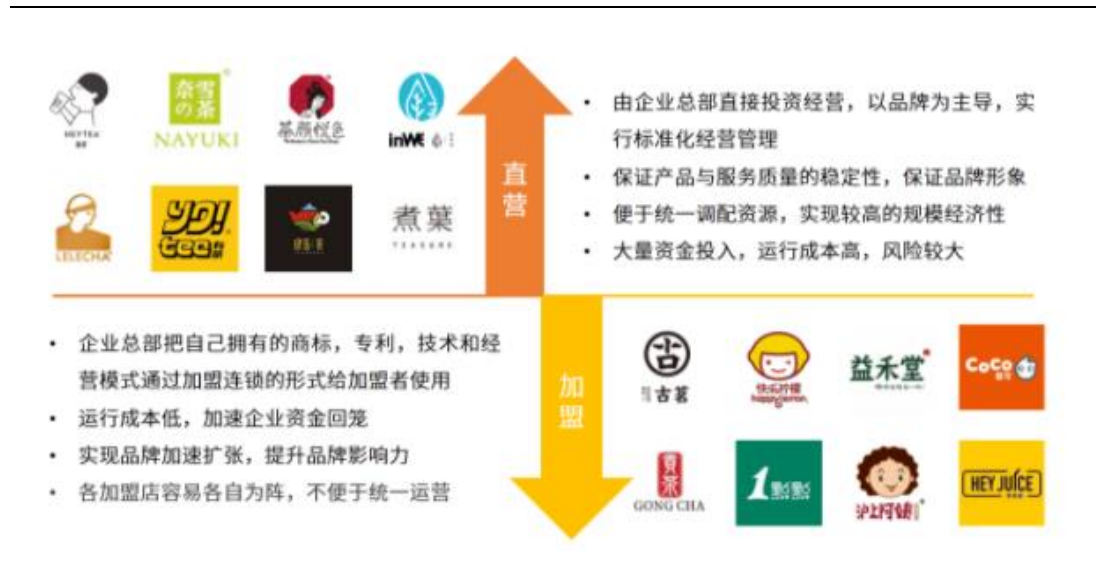 HEYTEA
奈雪
の茶
NAYUKI
茶颜悦色
inWE
LELECHA
YO!
tea
煮葉
TEASURE
直营
• 由企业总部直接投资经营，以品牌为主导，实
行标准化经营管理
• 保证产品与服务质量的稳定性，保证品牌形象
• 便于统一调配资源，实现较高的规模经济性
• 大量资金投入，运行成本高，风险较大
• 企业总部把自己拥有的商标，专利，技术和经
营模式通过加盟连锁的形式给加盟者使用
• 运行成本低，加速企业资金回笼
• 实现品牌加速扩张，提升品牌影响力
• 各加盟店容易各自为阵，不便于统一运营
加盟
古茗
快乐柠檬
happylemon
益禾堂
CoCo
都可
貢茶
GONG CHA
1點點
沪上阿姨
HEY JUICE